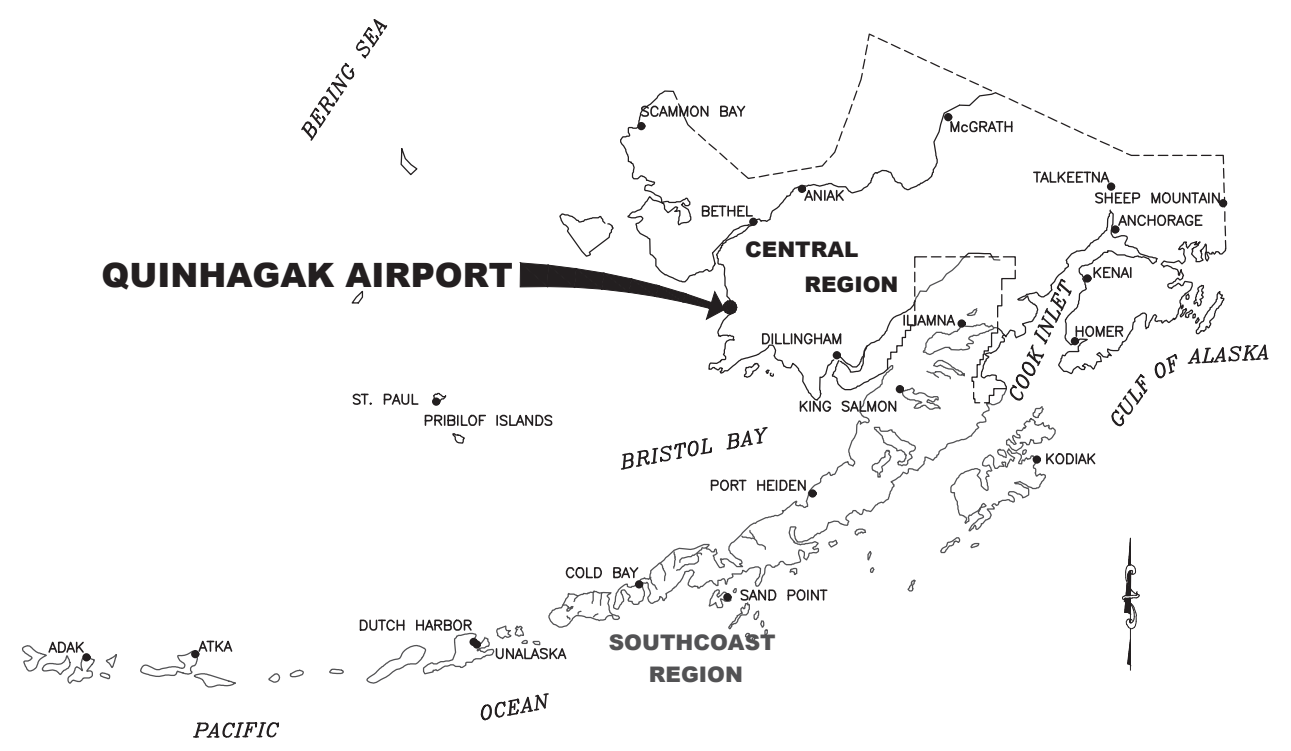 BERING SEA
SCAMMON BAY
McGRATH
TALKEETNA
SHEEP MOUNTAIN
ANIAK
BETHEL
ANCHORAGE
CENTRAL
REGION
QUINHAGAK AIRPORT
KENAI
ILIAMNA
COOK INLET
HOMER
DILLINGHAM
GULF OF ALASKA
ST. PAUL
PRIBILOF ISLANDS
KING SALMON
BRISTOL BAY
KODIAK
PORT HEIDEN
COLD BAY
SAND POINT
DUTCH HARBOR
UNALASKA
SOUTHCOAST
REGION
ADAK
ATKA
OCEAN
PACIFIC